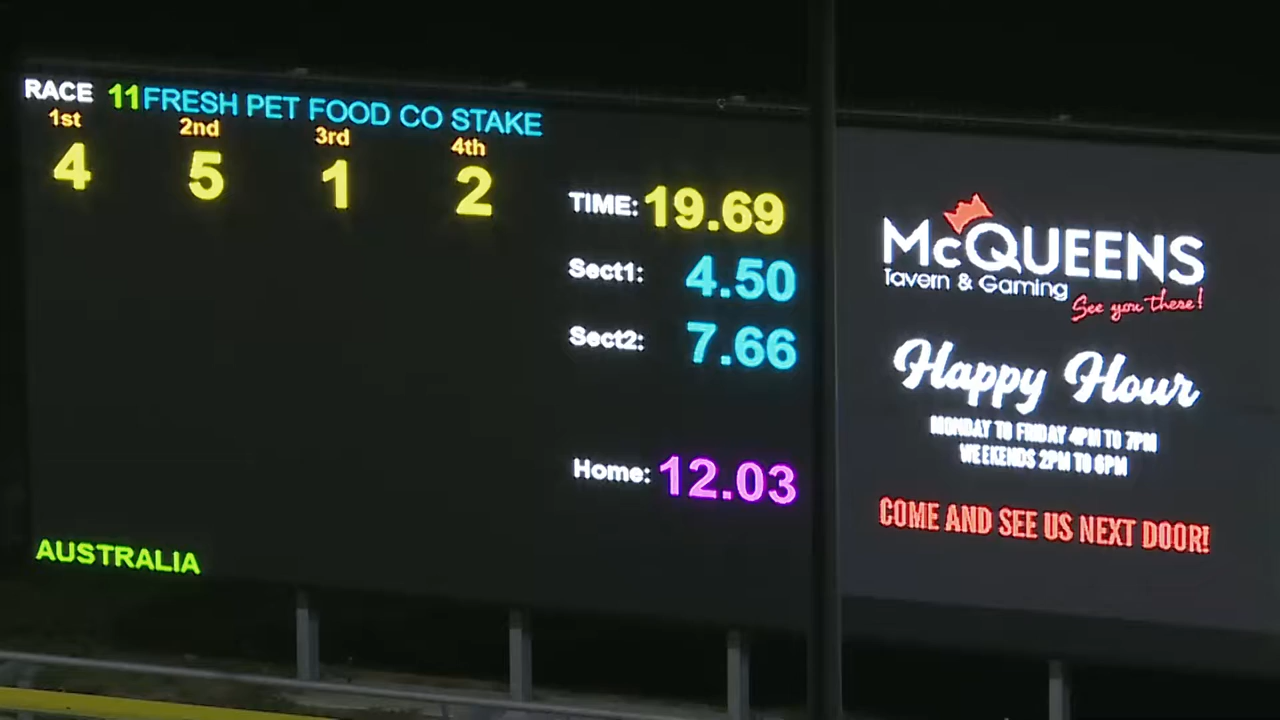 RACE 11 FRESH PET FOOD CO STAKE
1st 2nd 3rd 4th
4 5 1 2
TIME: 19.69
Sect1: 4.50
Sect2: 7.66
Home: 12.03
AUSTRALIA
McQUEENS
Tavern & Gaming
See you there!
Happy Hour
MONDAY TO FRIDAY 4PM TO 7PM
WEEKENDS 2PM TO 6PM
COME AND SEE US NEXT DOOR!